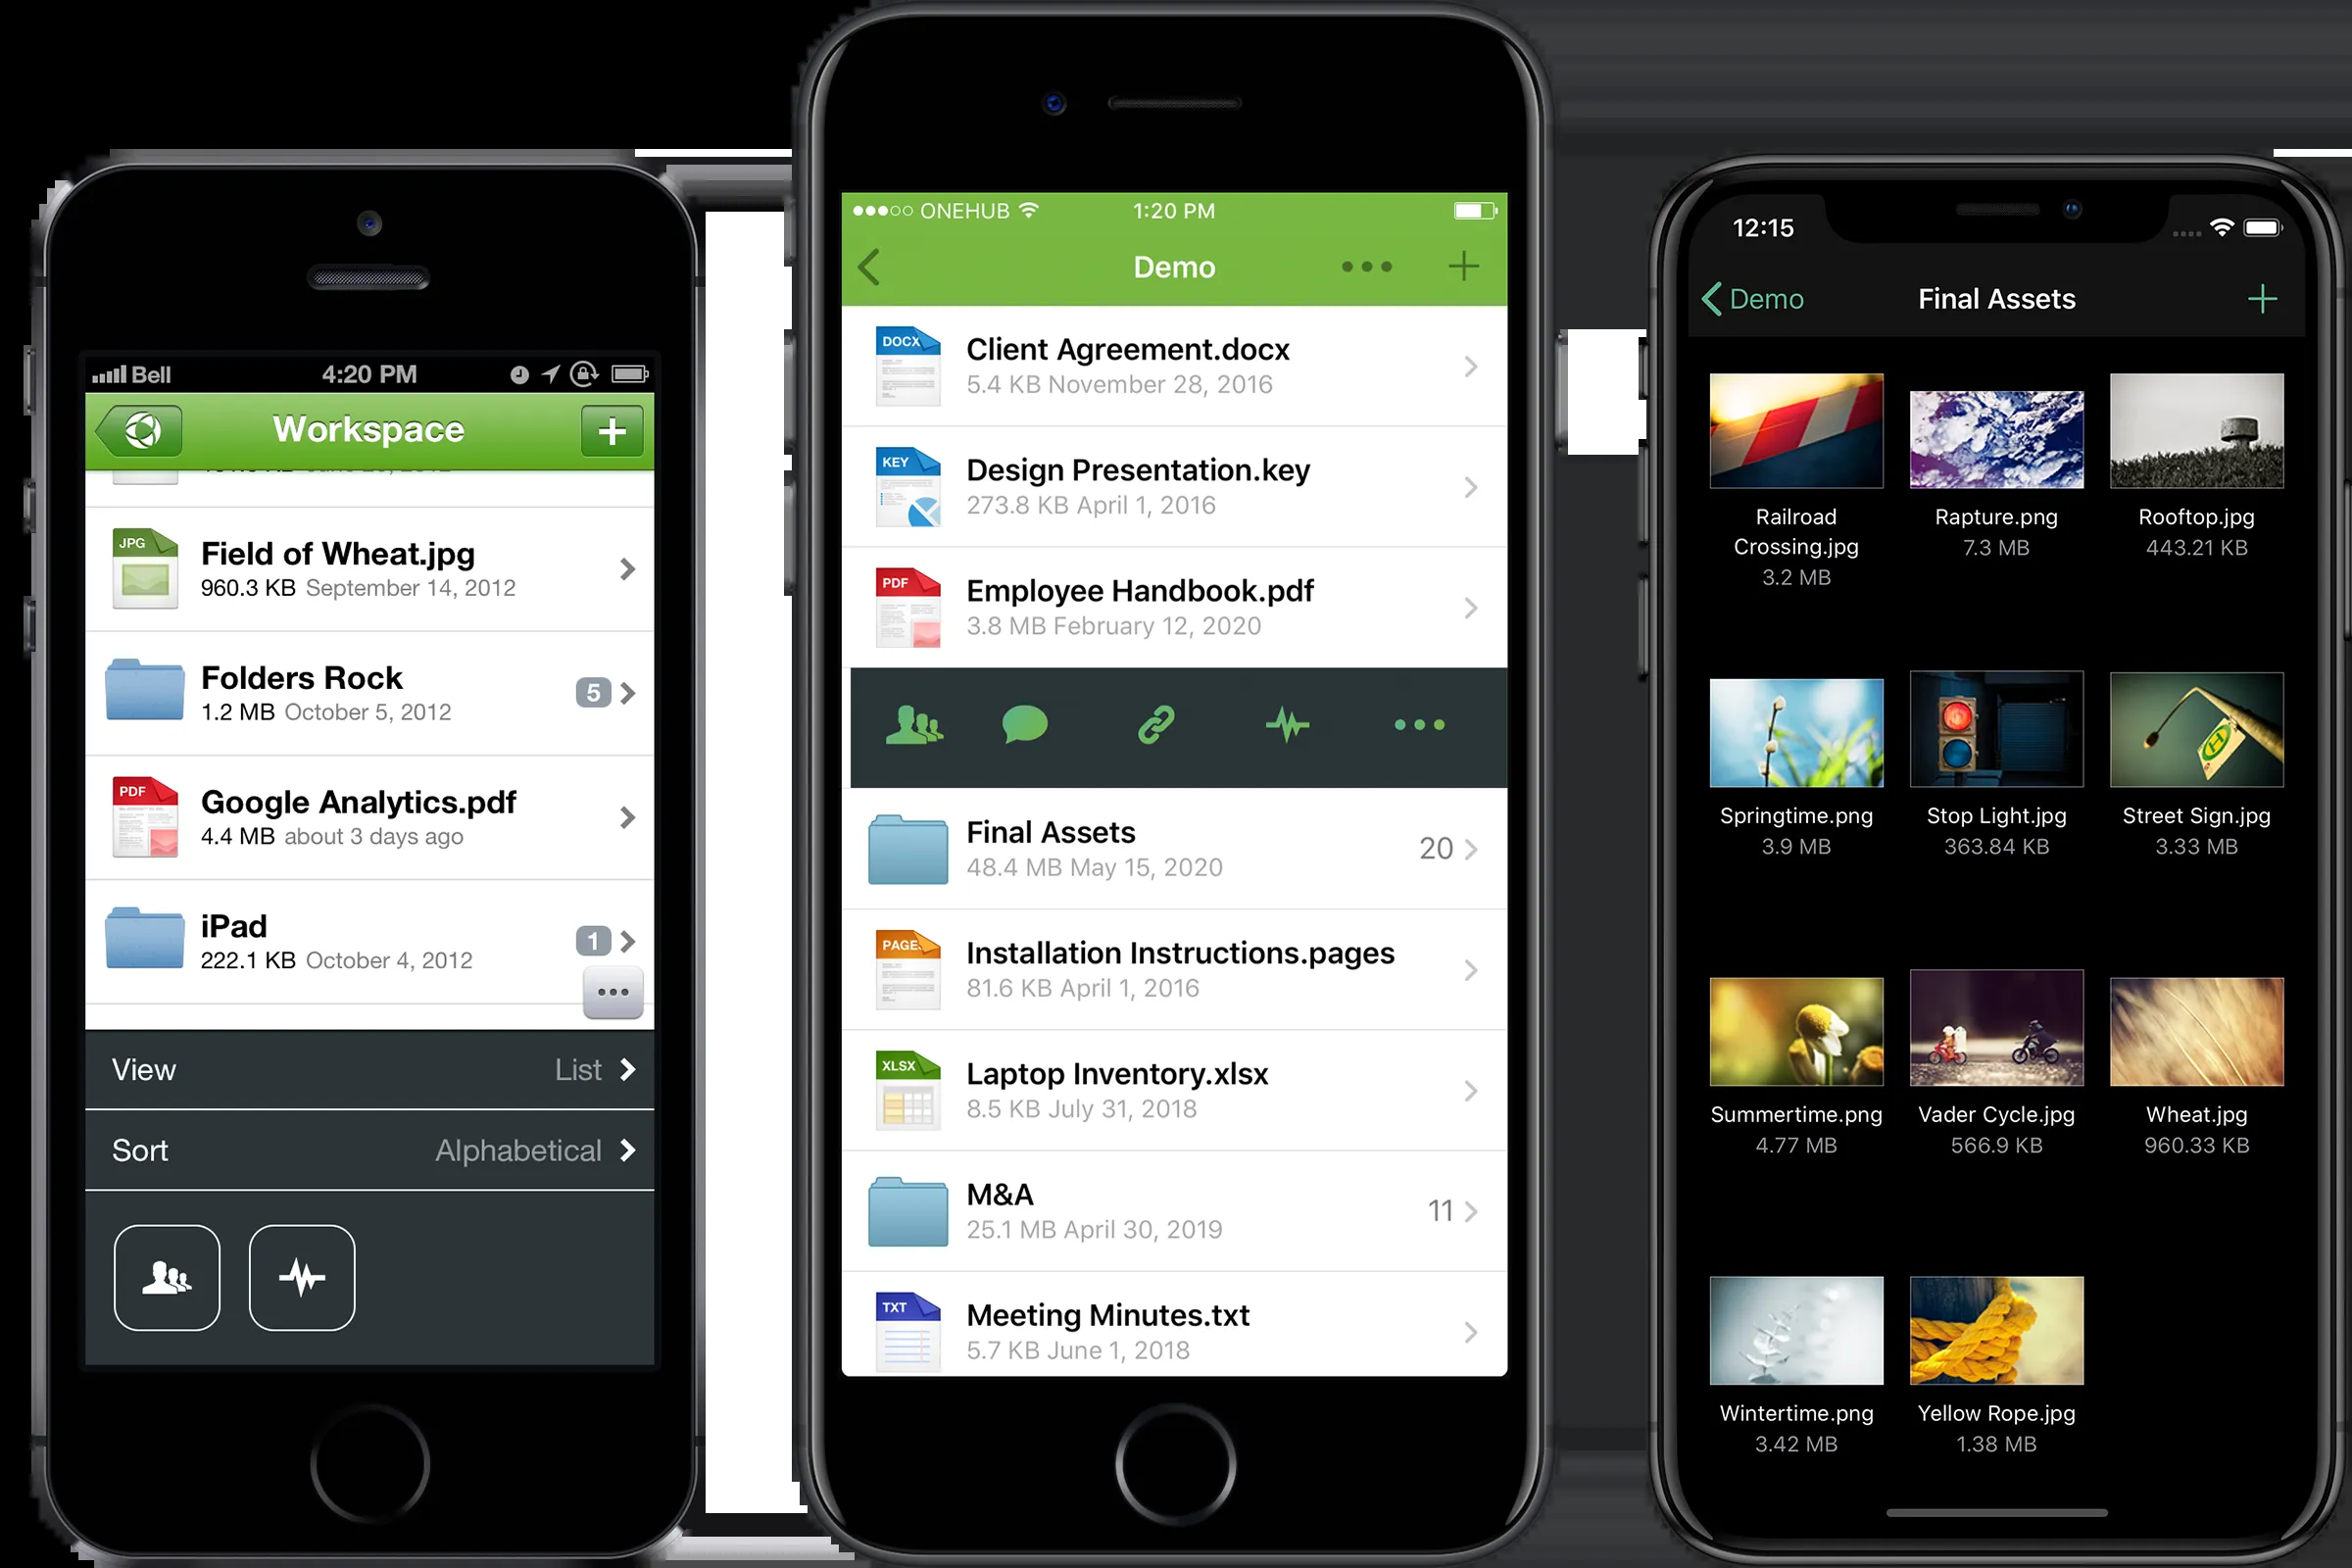 Bell
4:20 PM
Workspace
JPG
Field of Wheat.jpg
960.3 KB September 14, 2012
Folders Rock
1.2 MB October 5, 2012
5
PDF
Google Analytics.pdf
4.4 MB about 3 days ago
iPad
222.1 KB October 4, 2012
1
View List
Sort Alphabetical
ONEHUB
1:20 PM
Demo
DOCX
Client Agreement.docx
5.4 KB November 28, 2016
KEY
Design Presentation.key
273.8 KB April 1, 2016
PDF
Employee Handbook.pdf
3.8 MB February 12, 2020
Final Assets
48.4 MB May 15, 2020
20
PAGES
Installation Instructions.pages
81.6 KB April 1, 2016
XLSX
Laptop Inventory.xlsx
8.5 KB July 31, 2018
M&A
25.1 MB April 30, 2019
11
TXT
Meeting Minutes.txt
5.7 KB June 1, 2018
12:15
Demo
Final Assets
Railroad
Crossing.jpg
3.2 MB
Rapture.png
7.3 MB
Rooftop.jpg
443.21 KB
Springtime.png
3.9 MB
Stop Light.jpg
363.84 KB
H
Street Sign.jpg
3.33 MB
Summertime.png
4.77 MB
Vader Cycle.jpg
566.9 KB
Wheat.jpg
960.33 KB
Wintertime.png
3.42 MB
Yellow Rope.jpg
1.38 MB